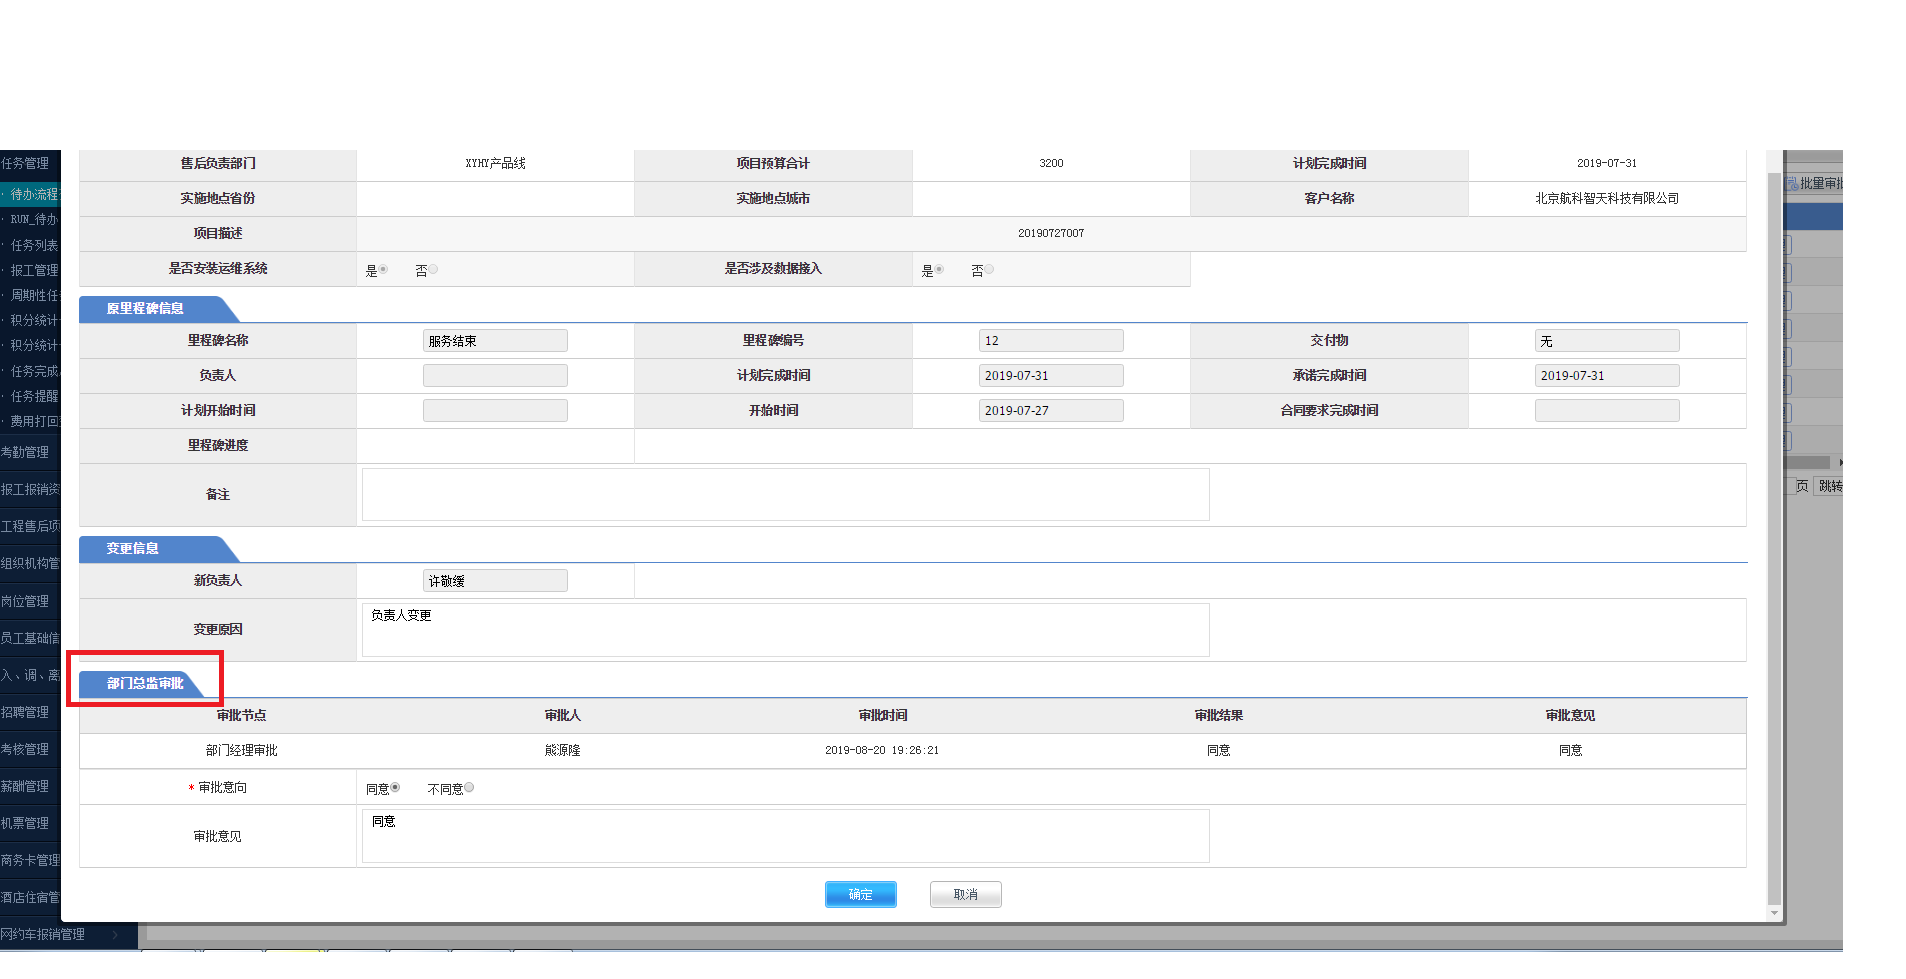 任务管理
· 待办流程
· RUN_待办
· 任务列表
· 报工管理
· 周期性任
· 积分统计
· 积分统计
· 任务完成
· 任务提醒
· 费用打回
考勤管理
报工报销资
工程售后项
组织机构管
岗位管理
员工基础信
入、调、离
招聘管理
考核管理
薪酬管理
机票管理
商务卡管理
酒店住宿管
网约车报销管理
售后负责部门 XYHY产品线 项目预算合计 3200 计划完成时间 2019-07-31
实施地点省份 实施地点城市 客户名称 北京航科智天科技有限公司
项目描述 20190727007
是否安装运维系统 是 否 是否涉及数据接入 是 否
原里程碑信息
里程碑名称 服务结束 里程碑编号 12 交付物 无
负责人 计划完成时间 2019-07-31 承诺完成时间 2019-07-31
计划开始时间 开始时间 2019-07-27 合同要求完成时间
里程碑进度
备注
变更信息
新负责人 许敬缓
变更原因 负责人变更
部门总监审批
审批节点 审批人 审批时间 审批结果 审批意见
部门经理审批 熊源隆 2019-08-20 19:26:21 同意 同意
* 审批意向 同意 不同意
审批意见 同意
确定 取消
批量审批
页 跳转